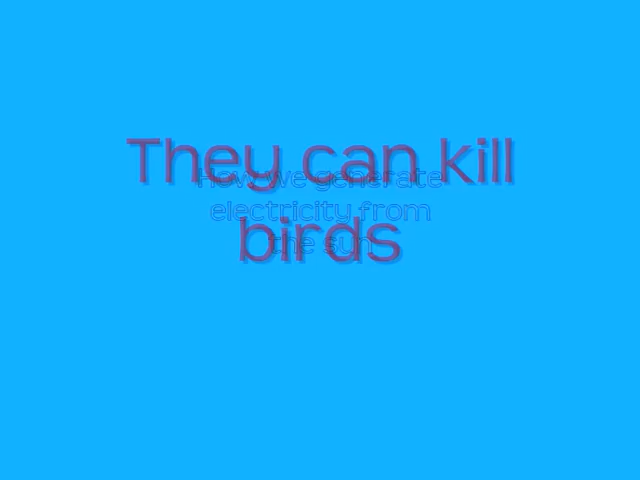 They can kill
birds
How we generate
electricity from
the sun